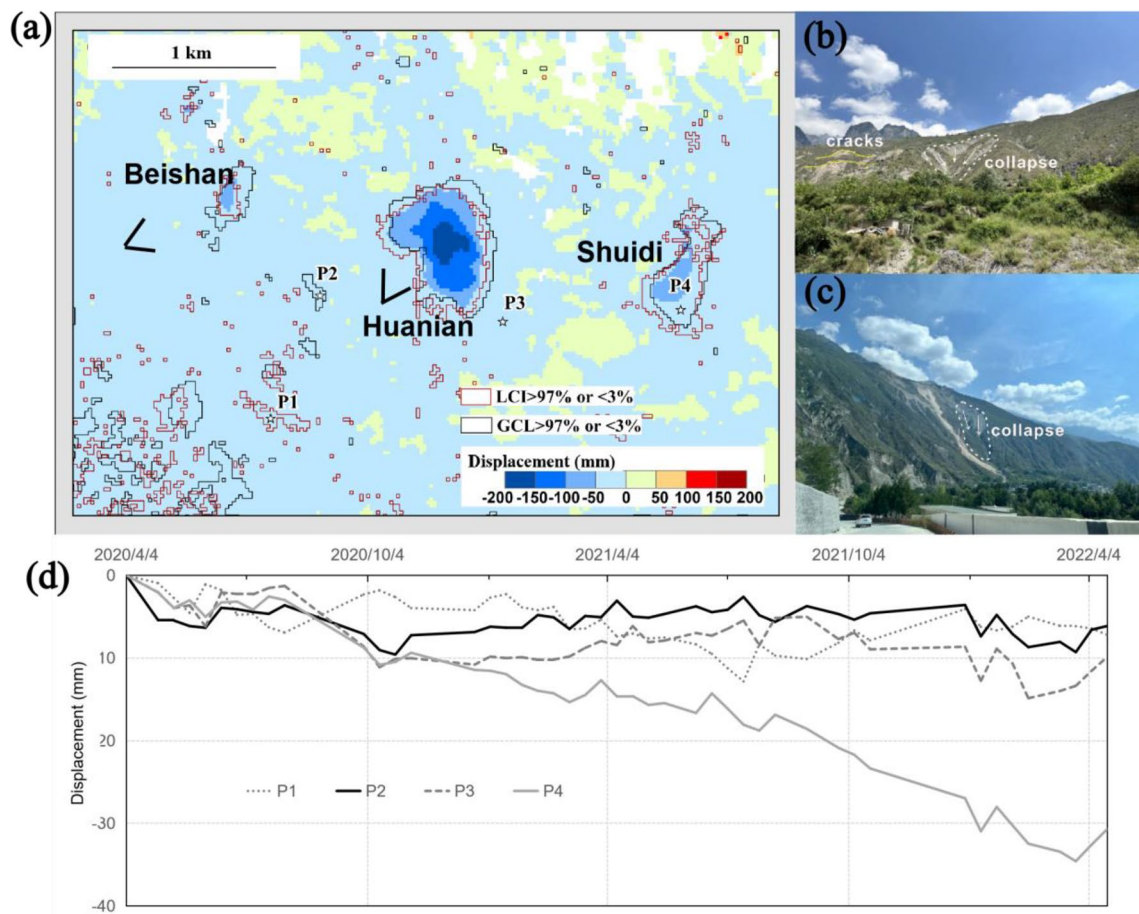 (a)
1 km
Beishan
P2
Shuidi
P4
P3
Huanian
P1
LCI>97% or <3%
GCL>97% or <3%
Displacement (mm)
-200-150-100-50 0 50 100 150 200
(b)
cracks
collapse
(c)
collapse
(d)
2020/4/4 2020/10/4 2021/4/4 2021/10/4 2022/4/4
Displacement (mm)
0
10
20
-30
-40
P1 P2 P3 P4